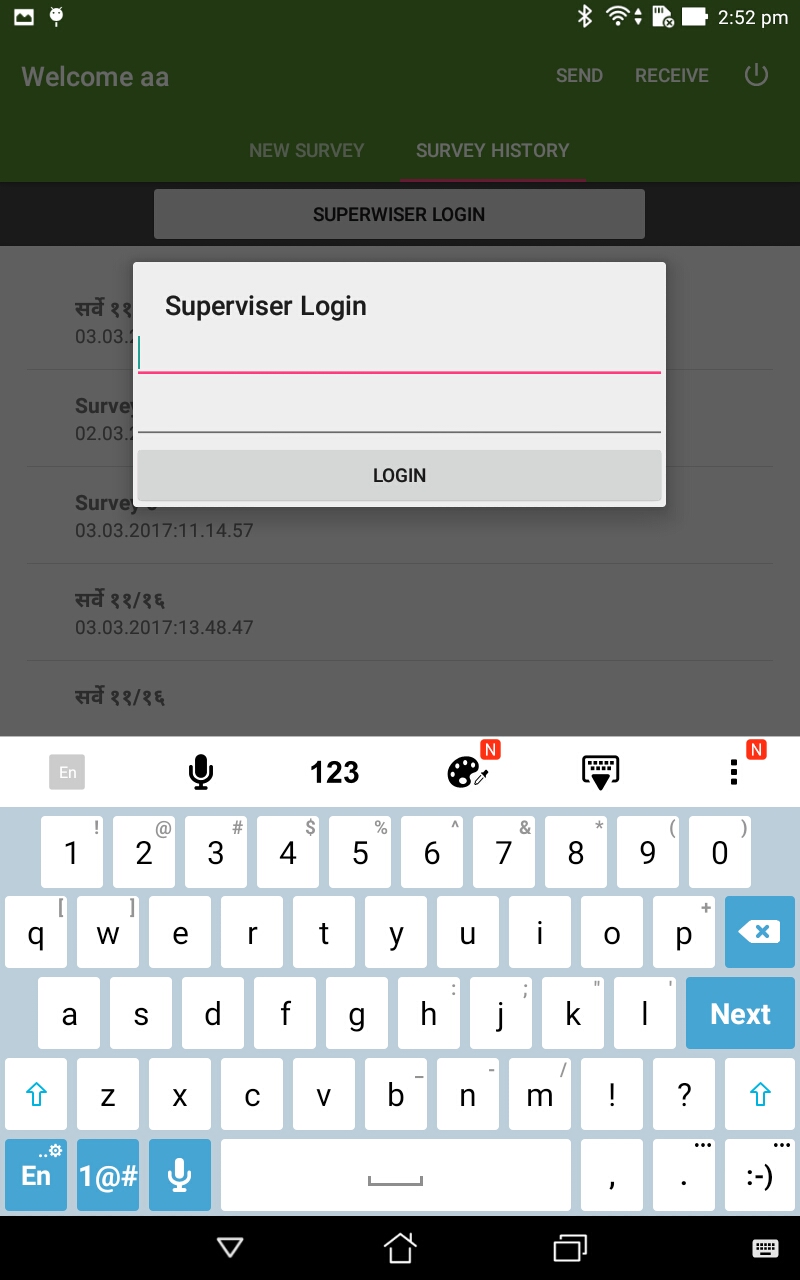 2:52 pm
Welcome aa
SEND RECEIVE
NEW SURVEY SURVEY HISTORY
SUPERWISER LOGIN
Superviser Login
LOGIN
सर्वे ११
03.03.2
Survey
02.03.2
Survey
03.03.2017:11.14.57
सर्वे ११/१६
03.03.2017:13.48.47
सर्वे ११/१६
En 123 N N
! @ # $ % ^ & * ( )
1 2 3 4 5 6 7 8 9 0
[ ] +
q w e r t y u i o p
: ; " '
a s d f g h j k l Next
_ - /
z x c v b n m ! ?
En 1@# , . :-)